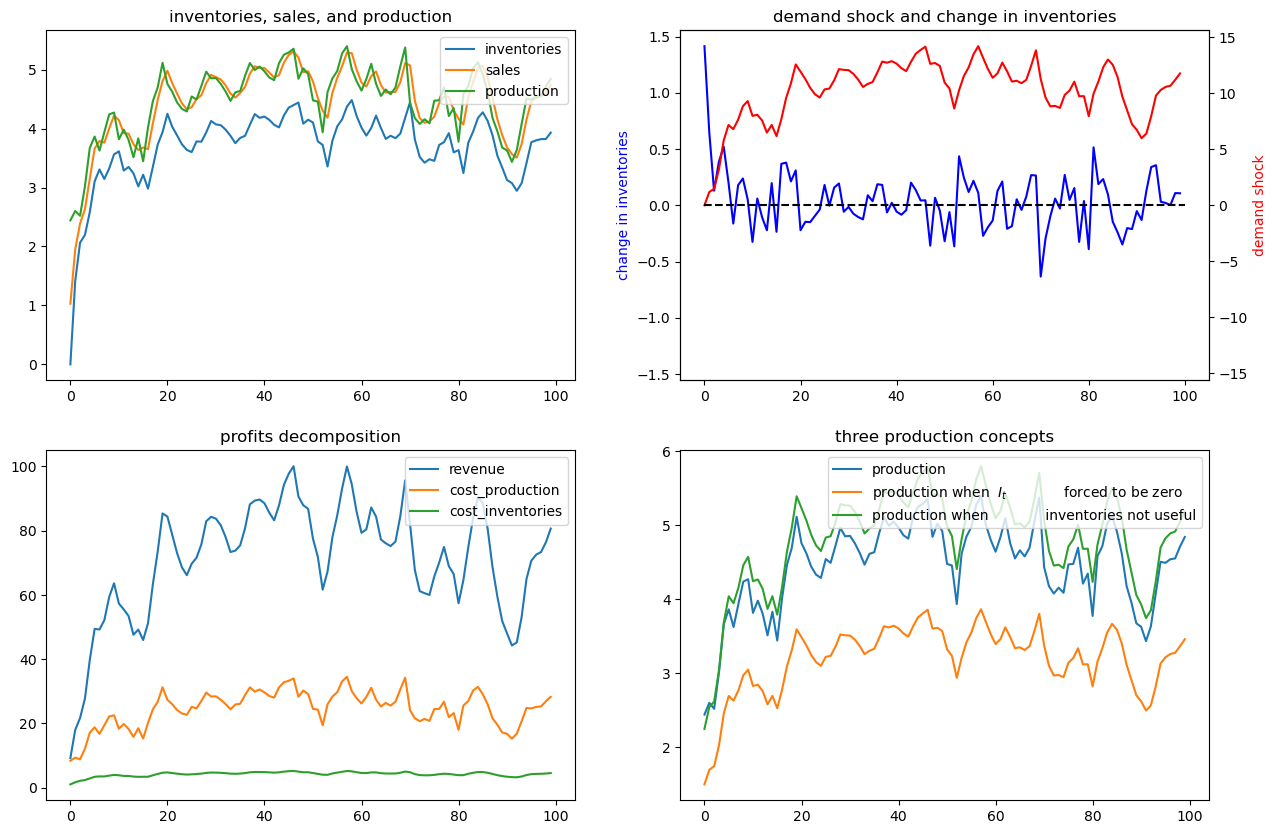 inventories, sales, and production
inventories
sales
production
5
4
3
2
1
0
0 20 40 60 80 100
demand shock and change in inventories
change in inventories
1.5
1.0
0.5
0.0
−0.5
−1.0
−1.5
15
10
5
0
−5
−10
−15
demand shock
0 20 40 60 80 100
profits decomposition
revenue
cost_production
cost_inventories
100
80
60
40
20
0
0 20 40 60 80 100
three production concepts
production
production when I_t forced to be zero
production when inventories not useful
6
5
4
3
2
0 20 40 60 80 100